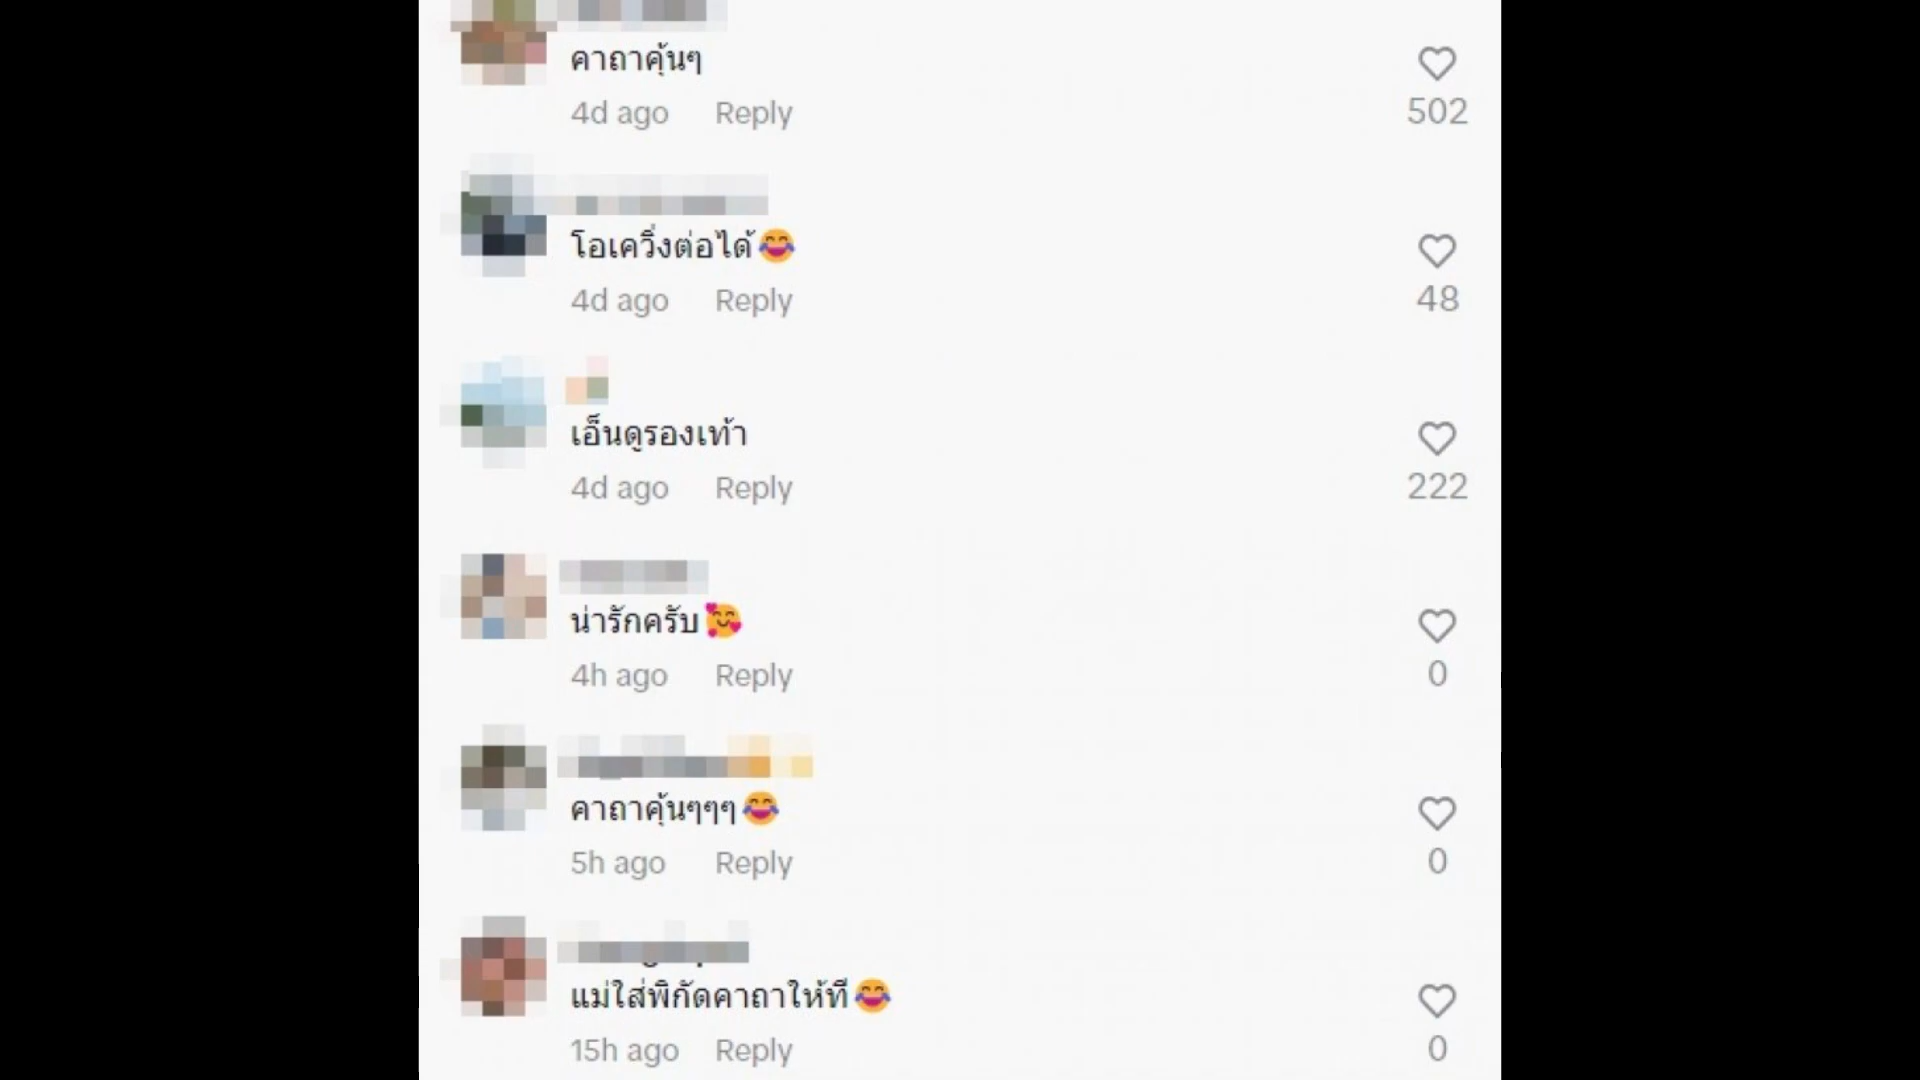 คาถาคุ้นๆ
4d ago Reply
502
โอเควิ่งต่อได้😂
4d ago Reply
48
เอ็นดูรองเท้า
4d ago Reply
222
น่ารักครับ🥰
4h ago Reply
0
คาถาคุ้นๆๆๆ😂
5h ago Reply
0
แม่ใส่พิกัดคาถาให้ที😂
15h ago Reply
0